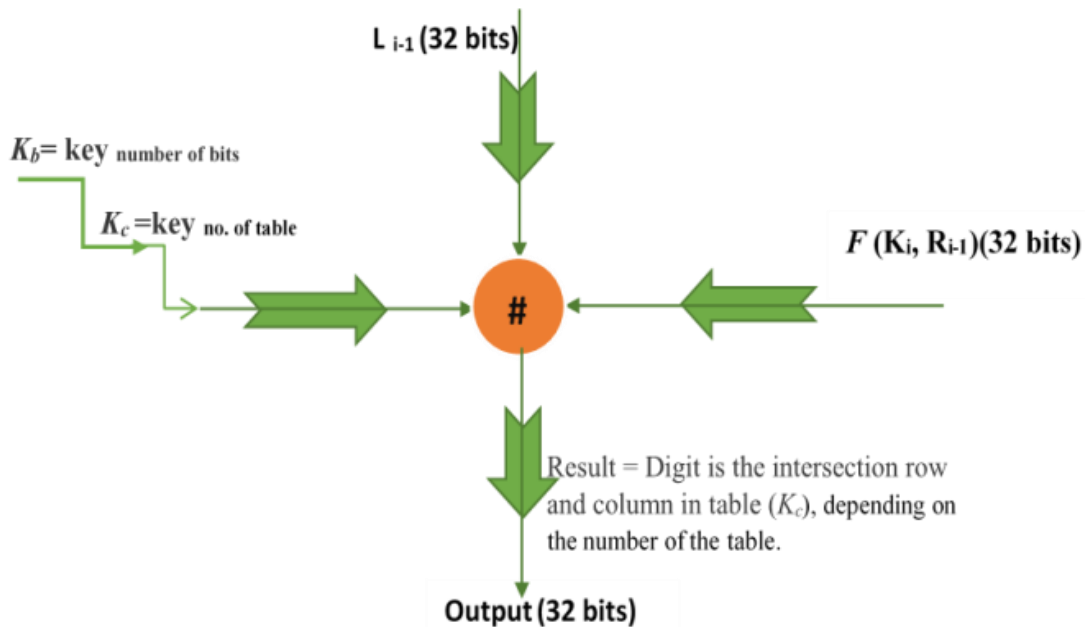 L i-1 (32 bits)
Kb= key number of bits
Kc =key no. of table
F (Ki, Ri-1)(32 bits)
#
Result = Digit is the intersection row
and column in table (Kc), depending on
the number of the table.
Output (32 bits)